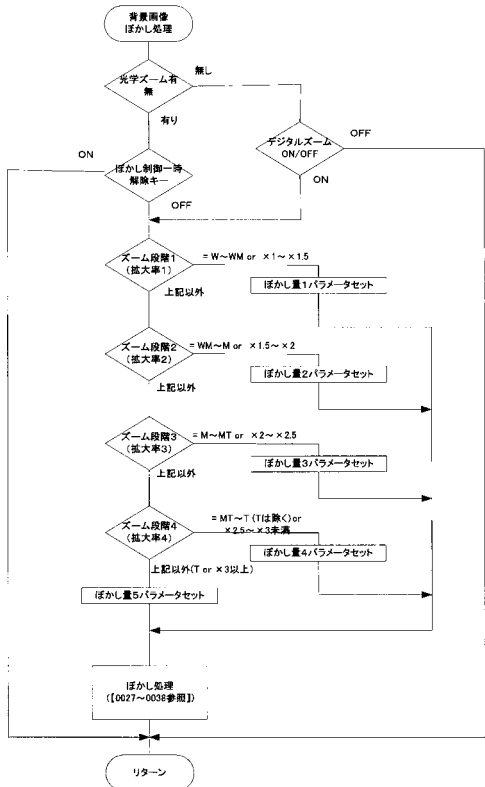 背景画像
ぼかし処理
光学ズーム有
無
無し
有り
デジタルズーム
ON/OFF
OFF
ON
ON
ぼかし制御一時
解除キー
OFF
ズーム段階1
(拡大率1)
= W～WM or ×1～×1.5
上記以外
ぼかし量1パラメータセット
ズーム段階2
(拡大率2)
= WM～M or ×1.5～×2
上記以外
ぼかし量2パラメータセット
ズーム段階3
(拡大率3)
= M～MT or ×2～×2.5
上記以外
ぼかし量3パラメータセット
ズーム段階4
(拡大率4)
= MT～T (Tは除く) or
×2.5～×3未満
ぼかし量4パラメータセット
上記以外(T or ×3以上)
ぼかし量5パラメータセット
ぼかし処理
([0027～0038参照])
リターン